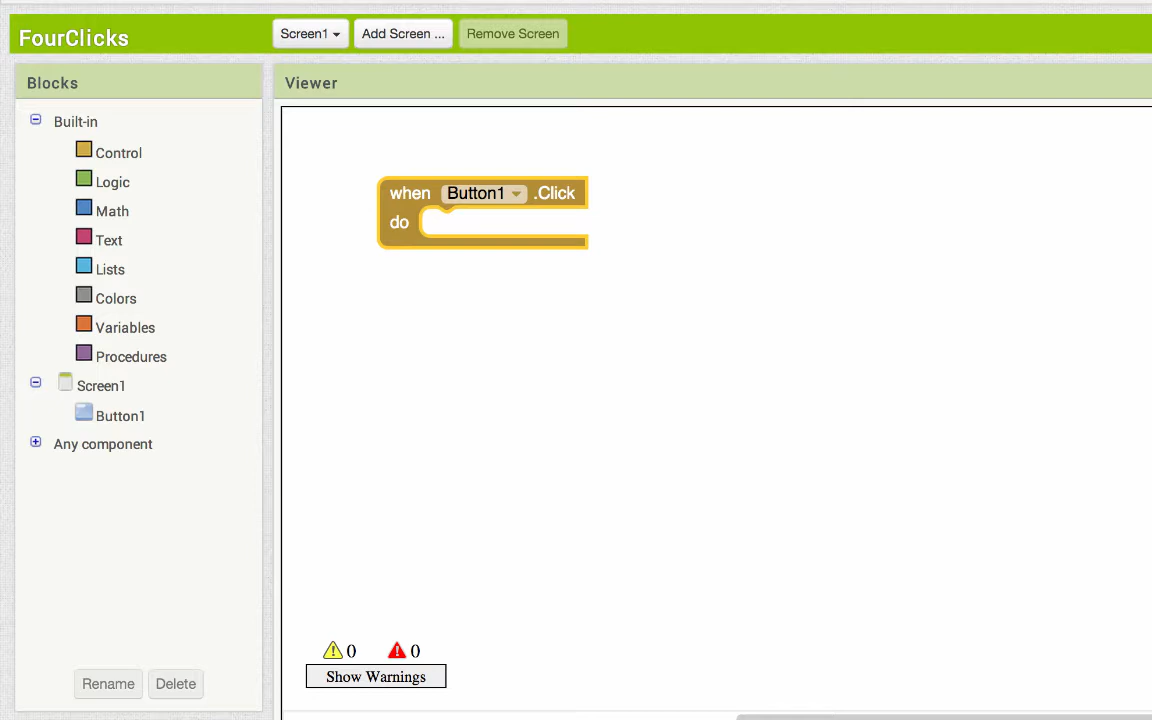 FourClicks
Screen1
Add Screen ...
Remove Screen
Blocks
Viewer
Built-in
Control
Logic
Math
Text
Lists
Colors
Variables
Procedures
Screen1
Button1
Any component
when Button1 .Click
do
0 0
Show Warnings
Rename
Delete